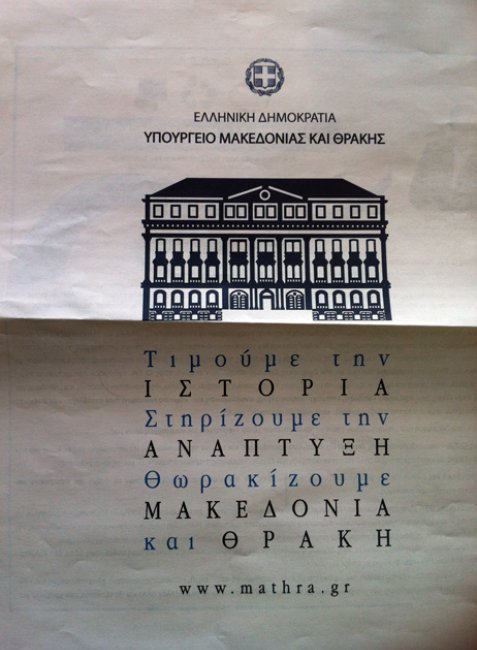 ΕΛΛΗΝΙΚΗ ΔΗΜΟΚΡΑΤΙΑ
ΥΠΟΥΡΓΕΙΟ ΜΑΚΕΔΟΝΙΑΣ ΚΑΙ ΘΡΑΚΗΣ
Τιμούμε την
ΙΣΤΟΡΙΑ
Στηρίζουμε την
ΑΝΑΠΤΥΞΗ
Θωρακίζουμε
ΜΑΚΕΔΟΝΙΑ
και ΘΡΑΚΗ
www.mathra.gr